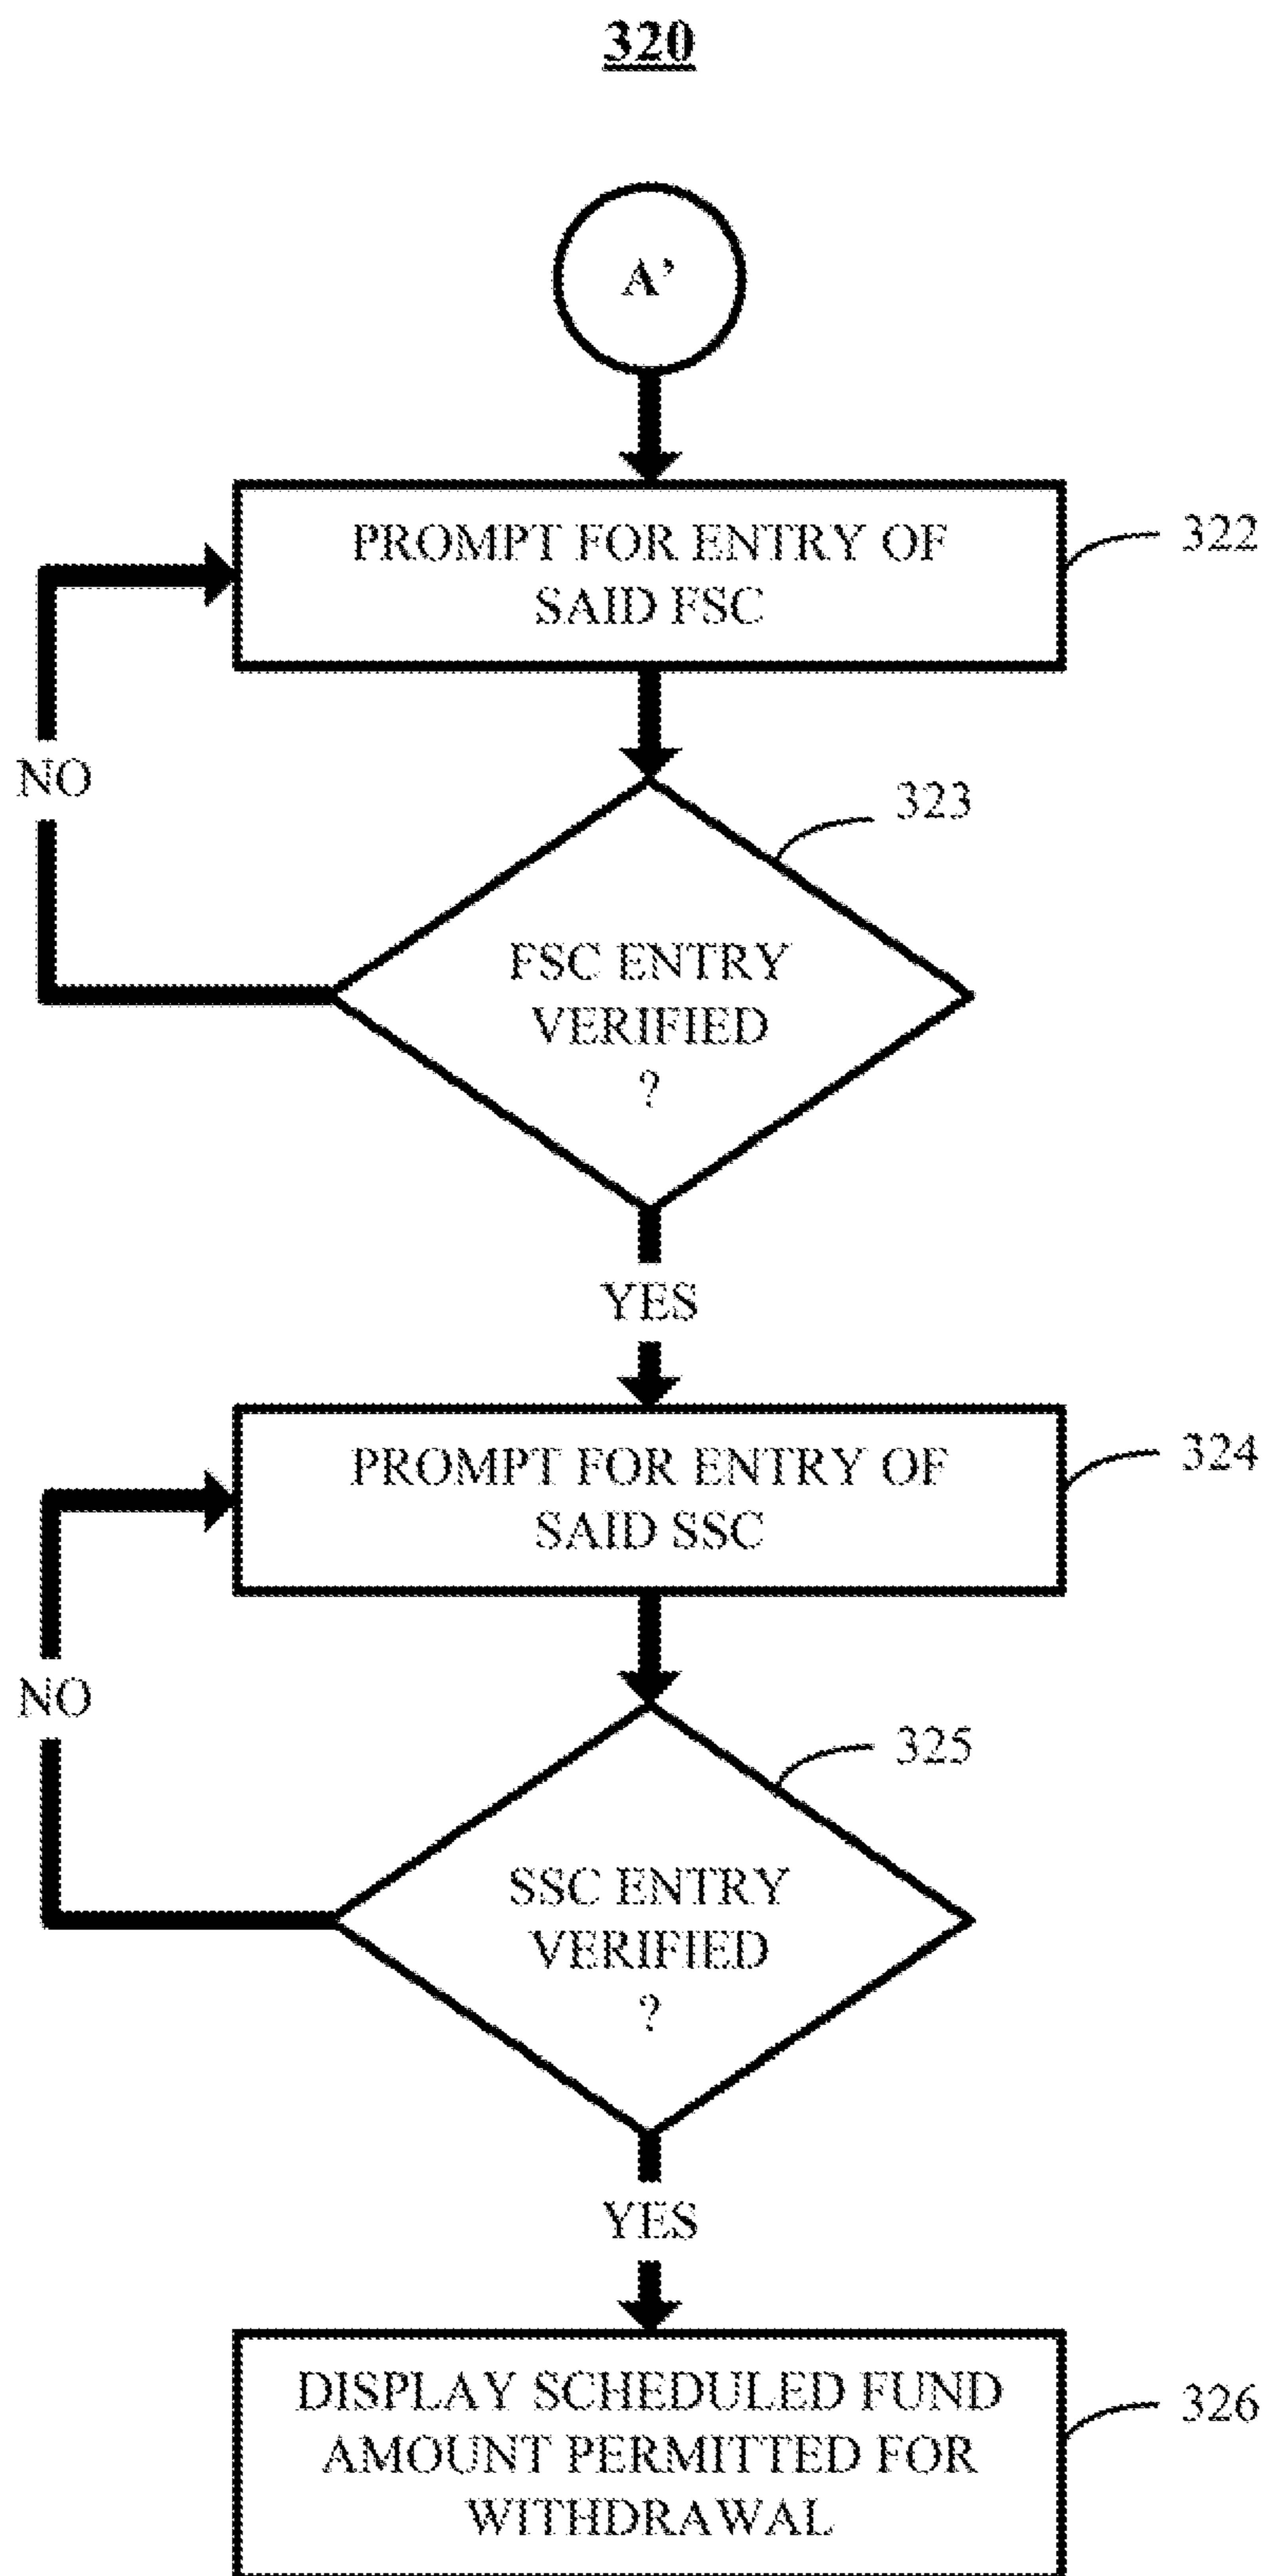 320
A’
PROMPT FOR ENTRY OF
SAID FSC
322
NO
323
FSC ENTRY
VERIFIED
?
YES
PROMPT FOR ENTRY OF
SAID SSC
324
NO
325
SSC ENTRY
VERIFIED
?
YES
DISPLAY SCHEDULED FUND
AMOUNT PERMITTED FOR
WITHDRAWAL
326